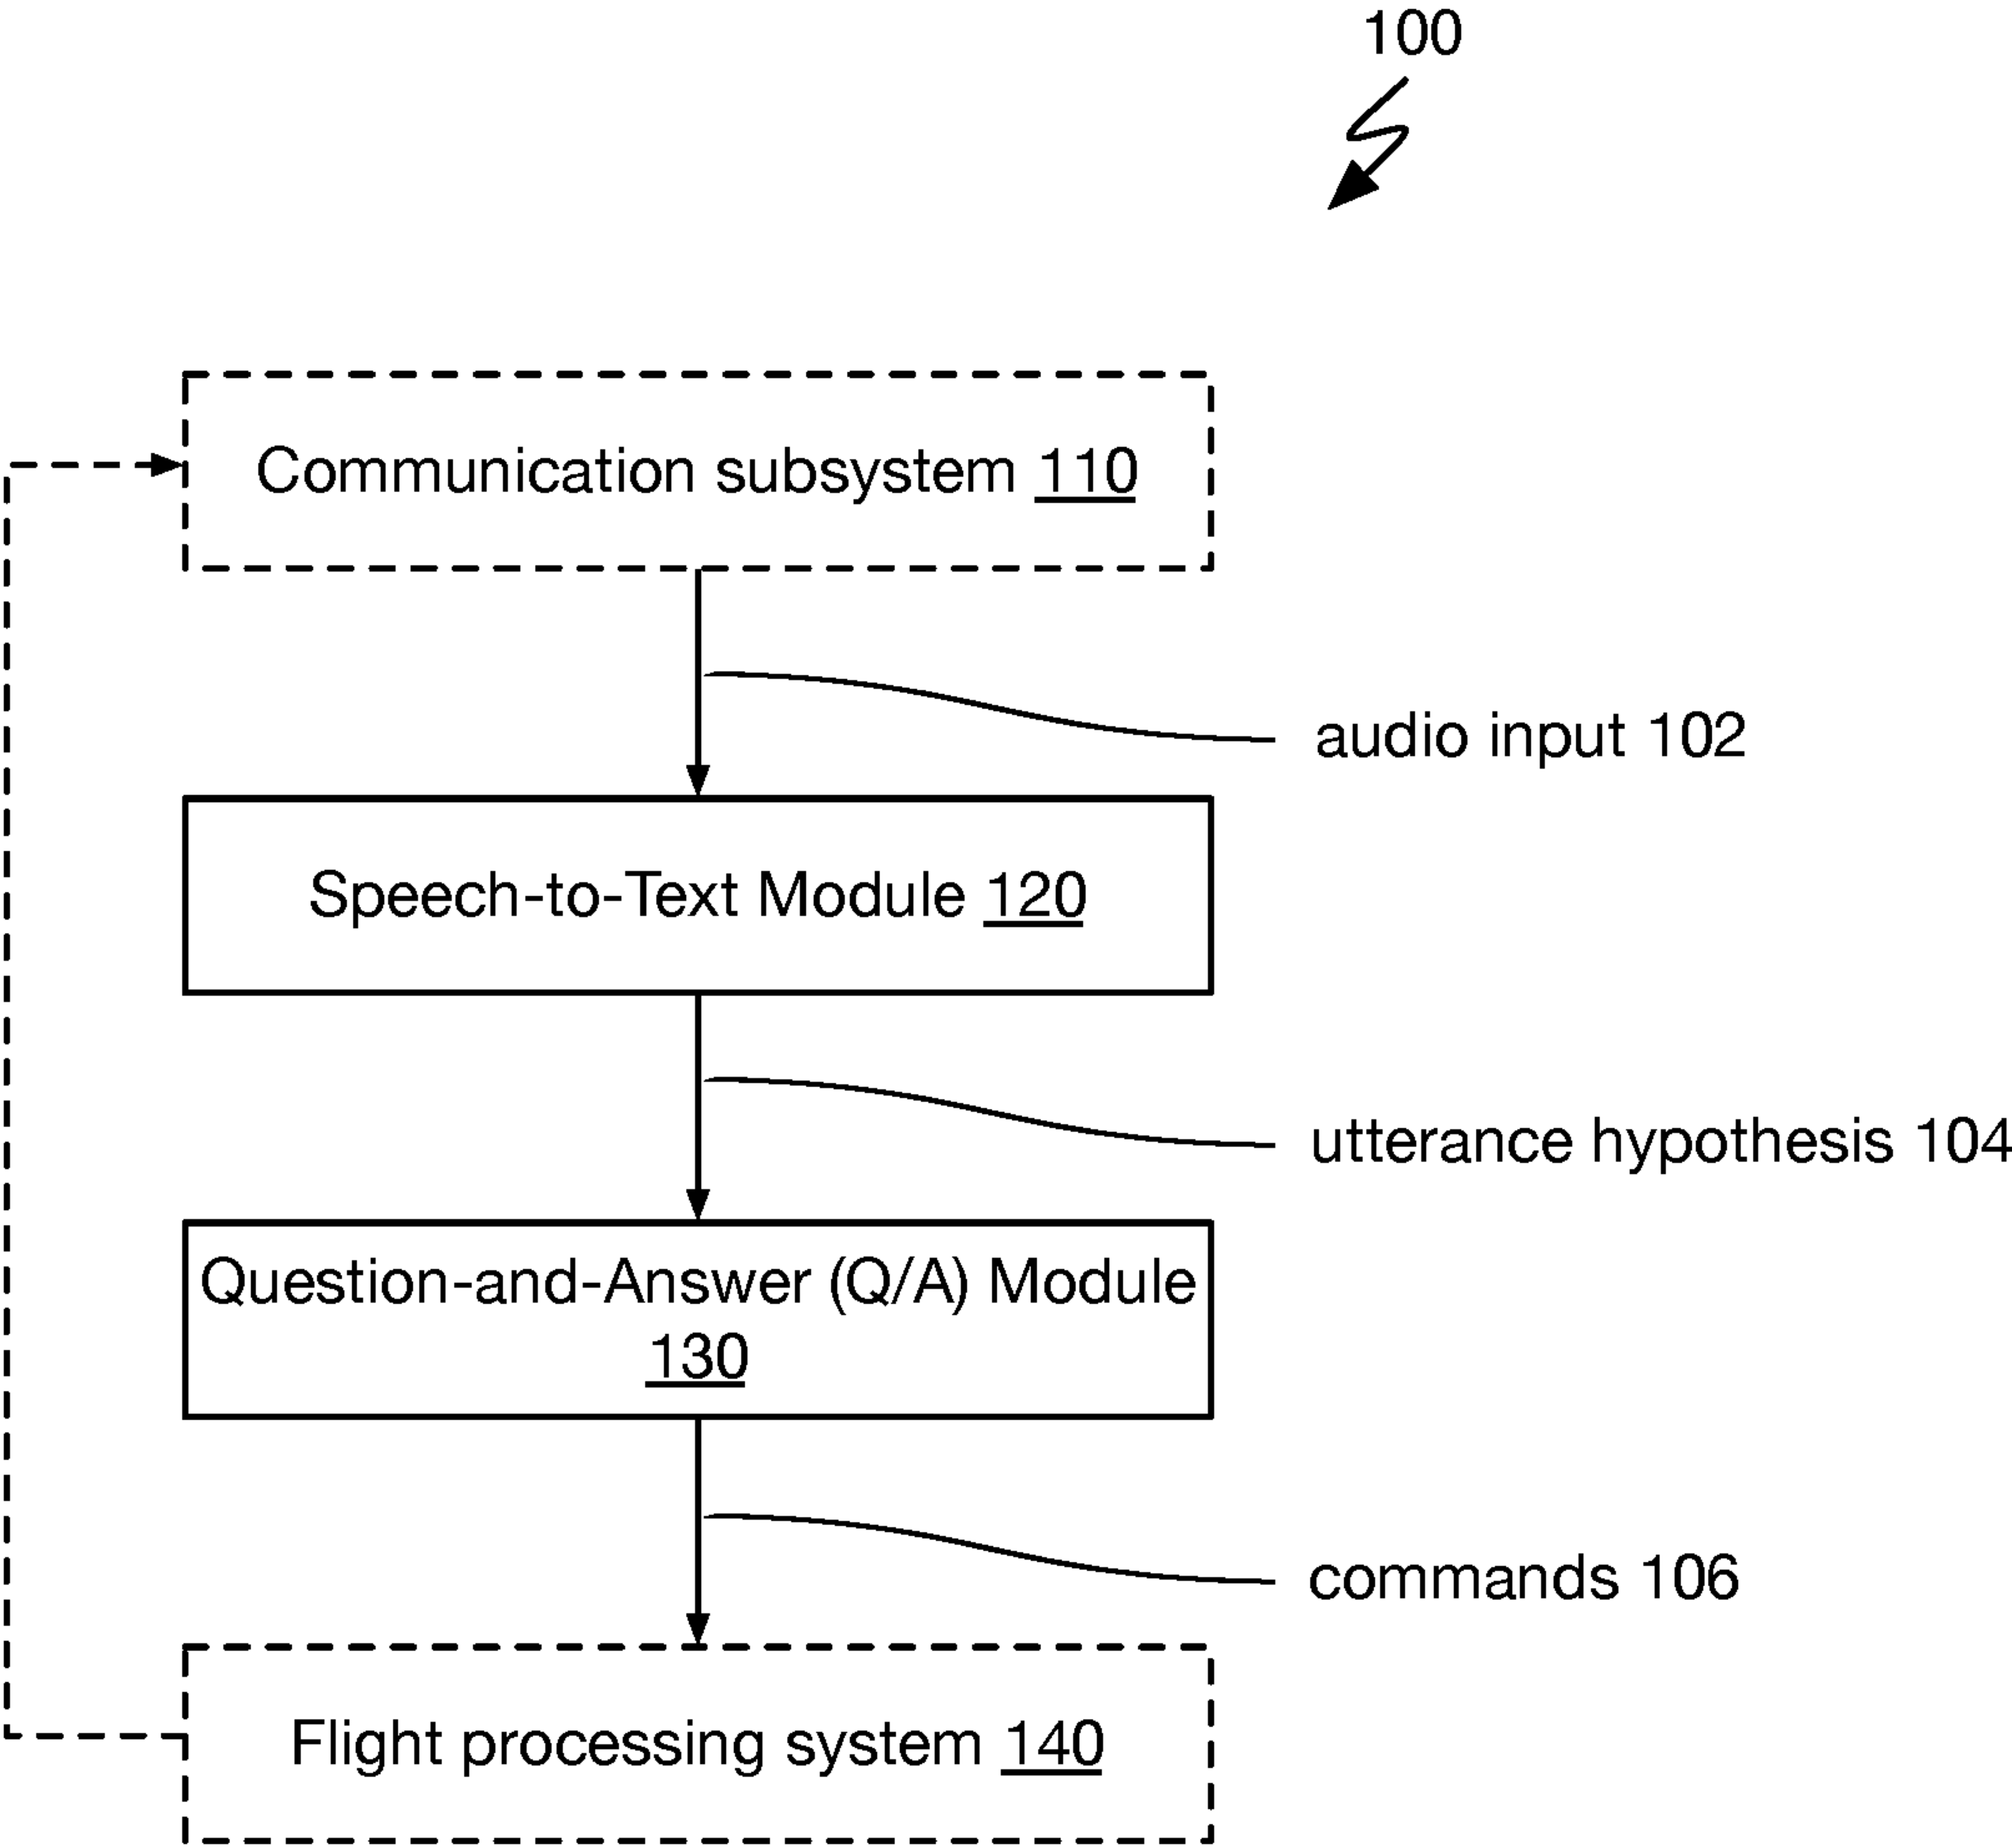 100
Communication subsystem 110
audio input 102
Speech-to-Text Module 120
utterance hypothesis 104
Question-and-Answer (Q/A) Module
130
commands 106
Flight processing system 140